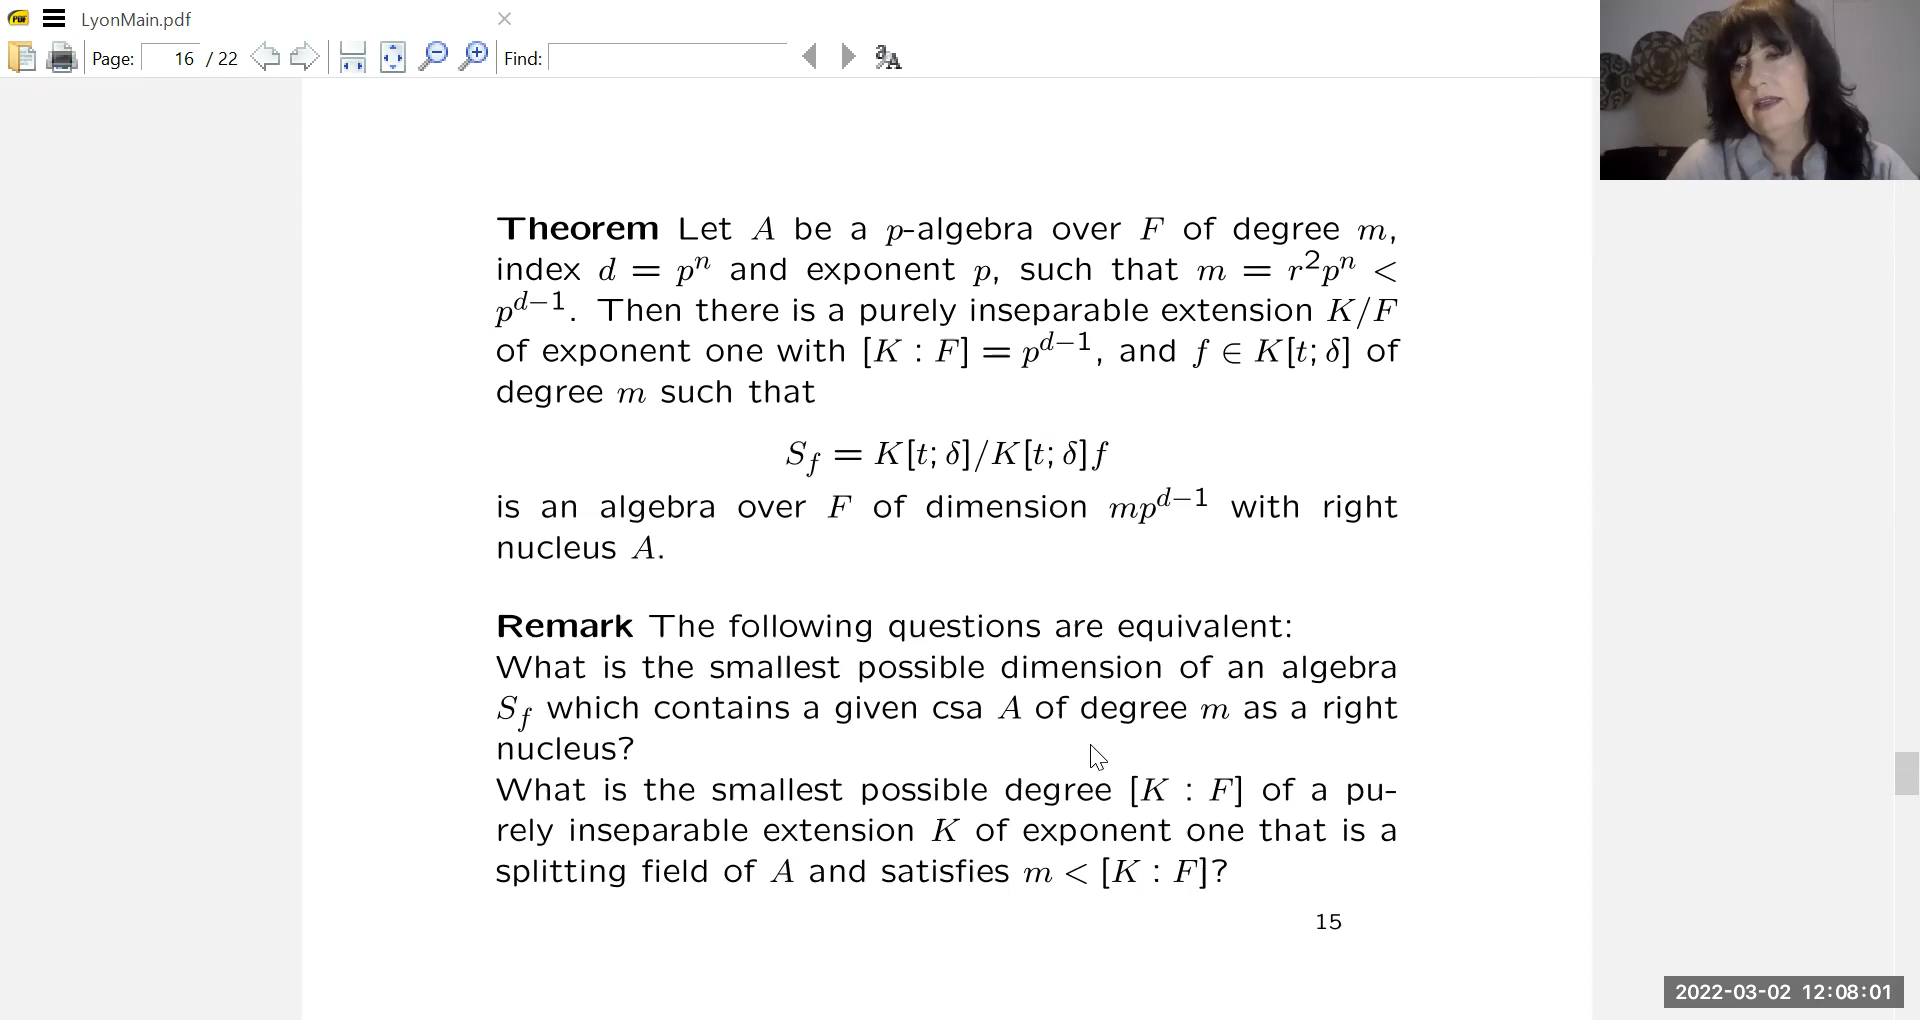 LyonMain.pdf
Page: 16 / 22 Find:
Theorem Let A be a p-algebra over F of degree m,
index d = pⁿ and exponent p, such that m = r²pⁿ <
p^{d−1}. Then there is a purely inseparable extension K/F
of exponent one with [K : F] = p^{d−1}, and f ∈ K[t; δ] of
degree m such that
S_f = K[t; δ]/K[t; δ]f
is an algebra over F of dimension mp^{d−1} with right
nucleus A.
Remark The following questions are equivalent:
What is the smallest possible dimension of an algebra
S_f which contains a given csa A of degree m as a right
nucleus?
What is the smallest possible degree [K : F] of a pu-
rely inseparable extension K of exponent one that is a
splitting field of A and satisfies m < [K : F]?
15
2022-03-02 12:08:01